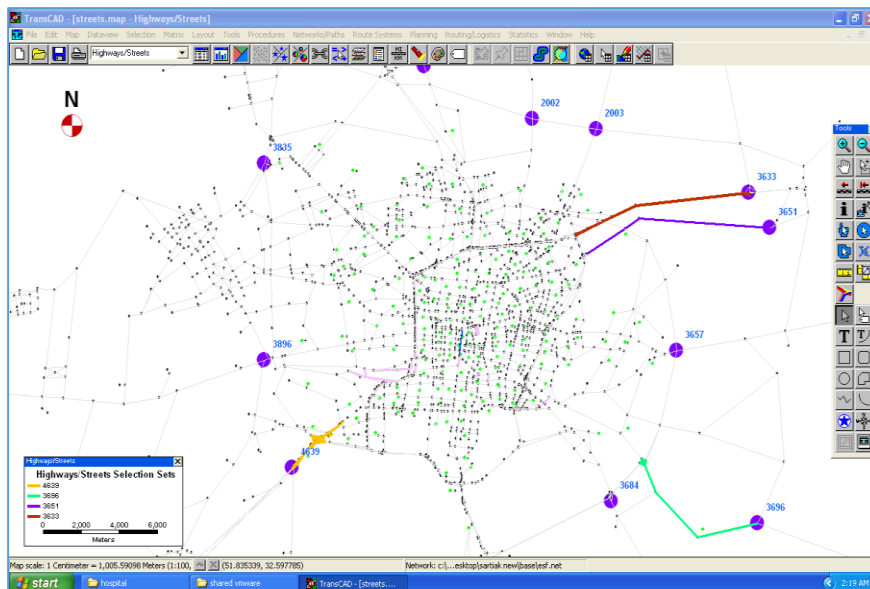 TransCAD - [streets.map - Highways/Streets]
File Edit Map Dataview Selection Matrix Layout Tools Procedures Networks/Paths Route Systems Planning Routing/Logistics Statistics Window Help
Highways/Streets
N
2002
2003
3835
3633
3651
Tools
3896
3657
4639
3684
3696
Highways/Streets
Highways/Streets Selection Sets
4639
3696
3651
3633
0 2,000 4,000 6,000
Meters
Map scale: 1 Centimeter = 1,005.59098 Meters (1:100, (51.835339, 32.597785) Network: c:\...esktop\sartiak new\base\esf.net
start hospital shared vmware TransCAD - [streets.... 2:19 AM